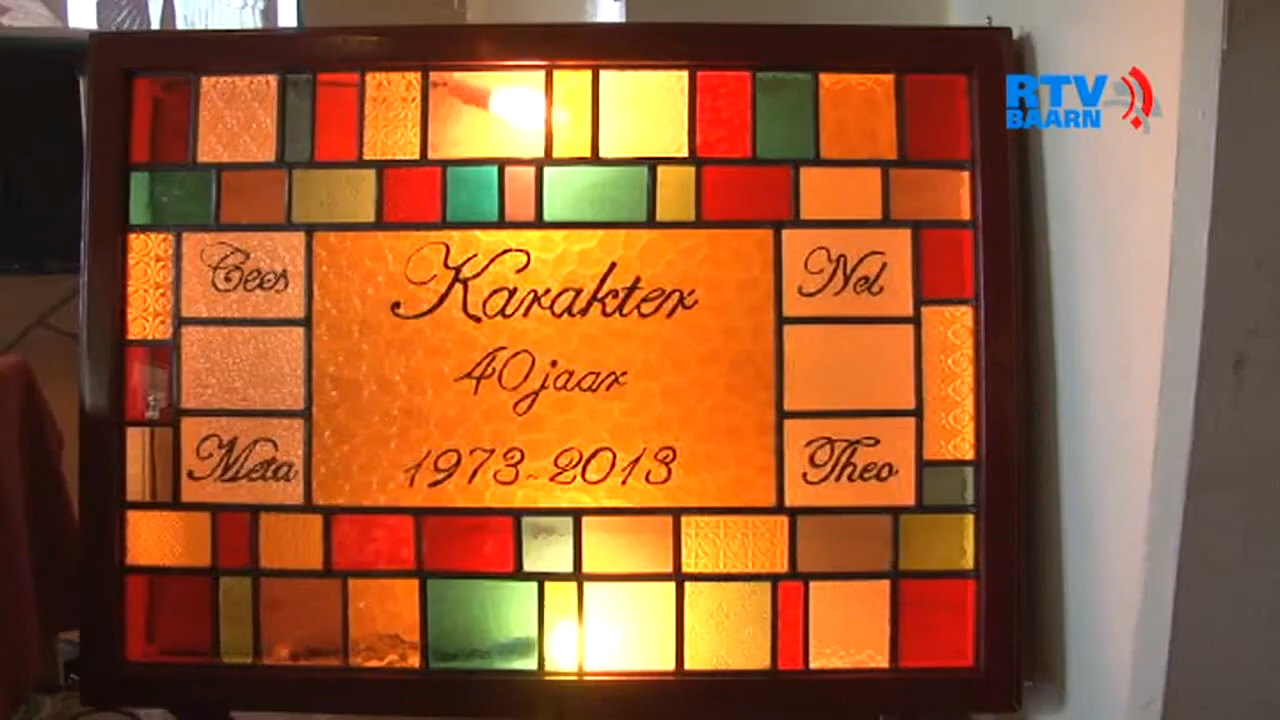 RTV
BAARN
Cees
Karakter
Nel
40 jaar
Meta
1973-2013
Theo